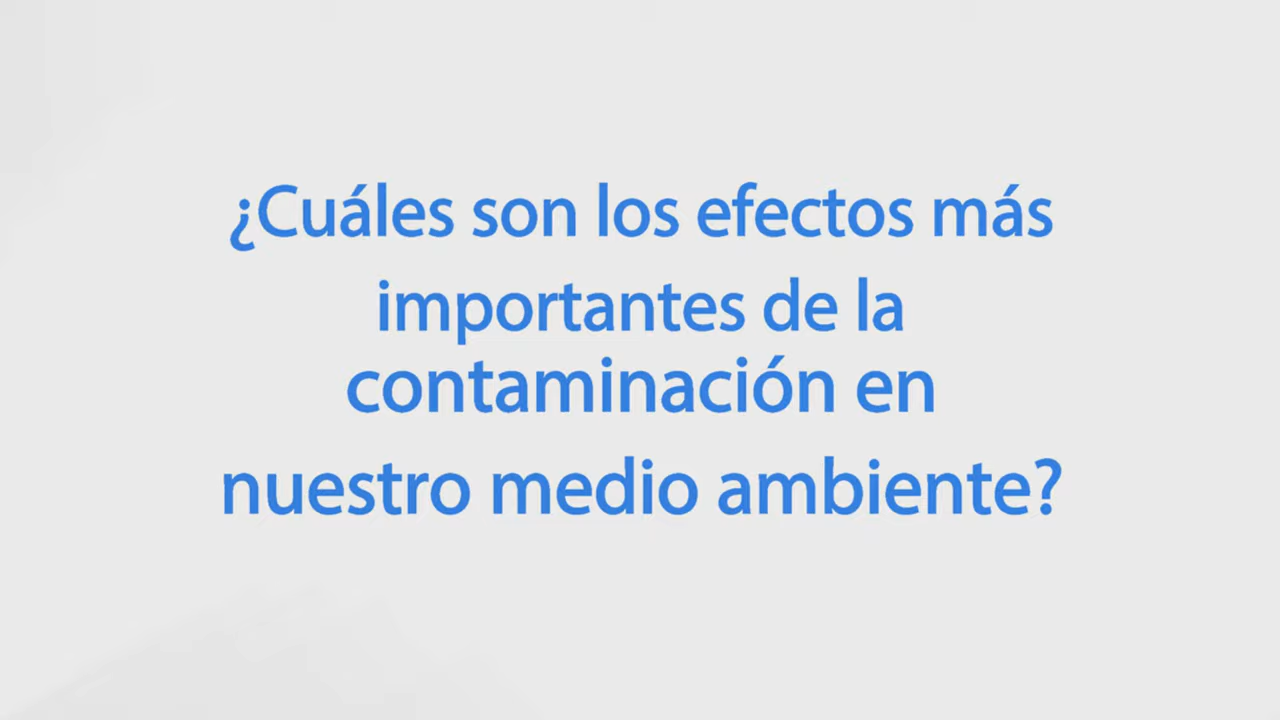 ¿Cuáles son los efectos más
importantes de la
contaminación en
nuestro medio ambiente?